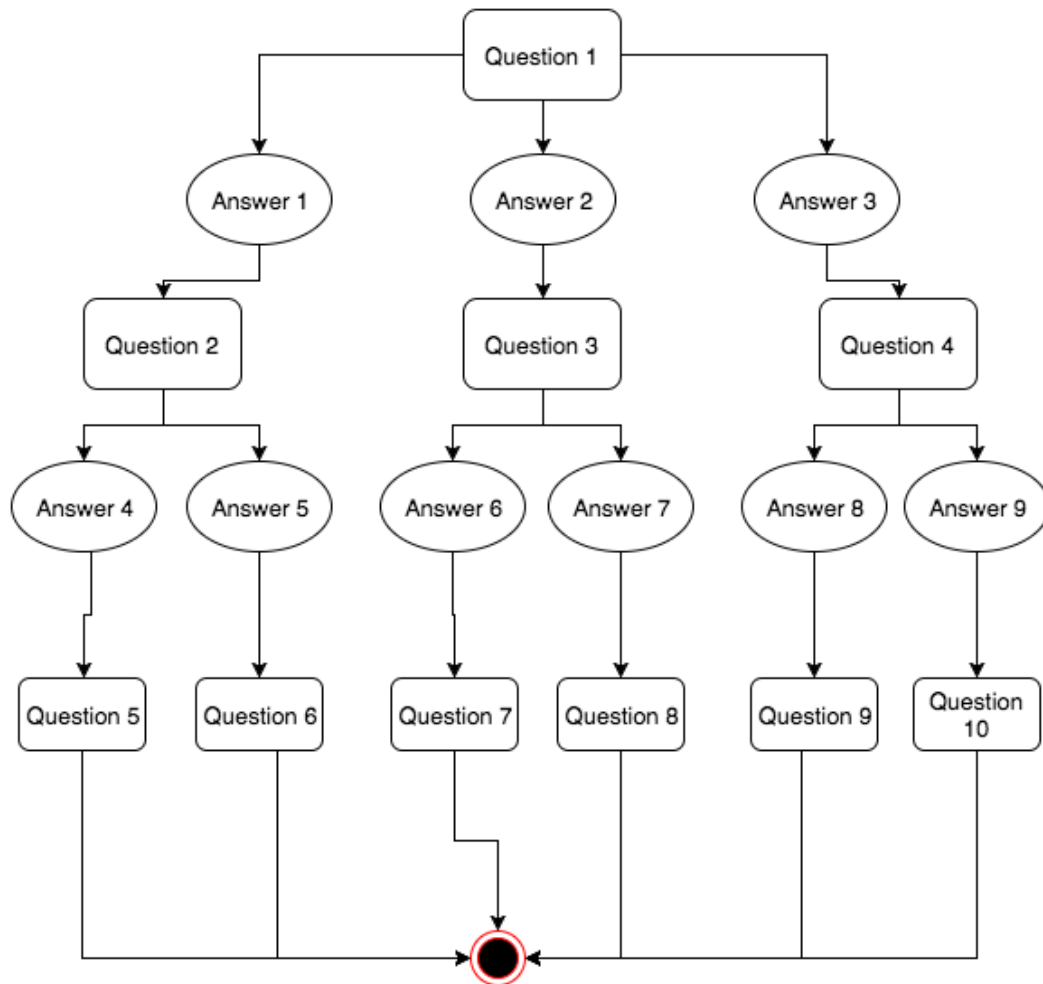 Question 1
Answer 1
Answer 2
Answer 3
Question 2
Question 3
Question 4
Answer 4
Answer 5
Answer 6
Answer 7
Answer 8
Answer 9
Question 5
Question 6
Question 7
Question 8
Question 9
Question
10